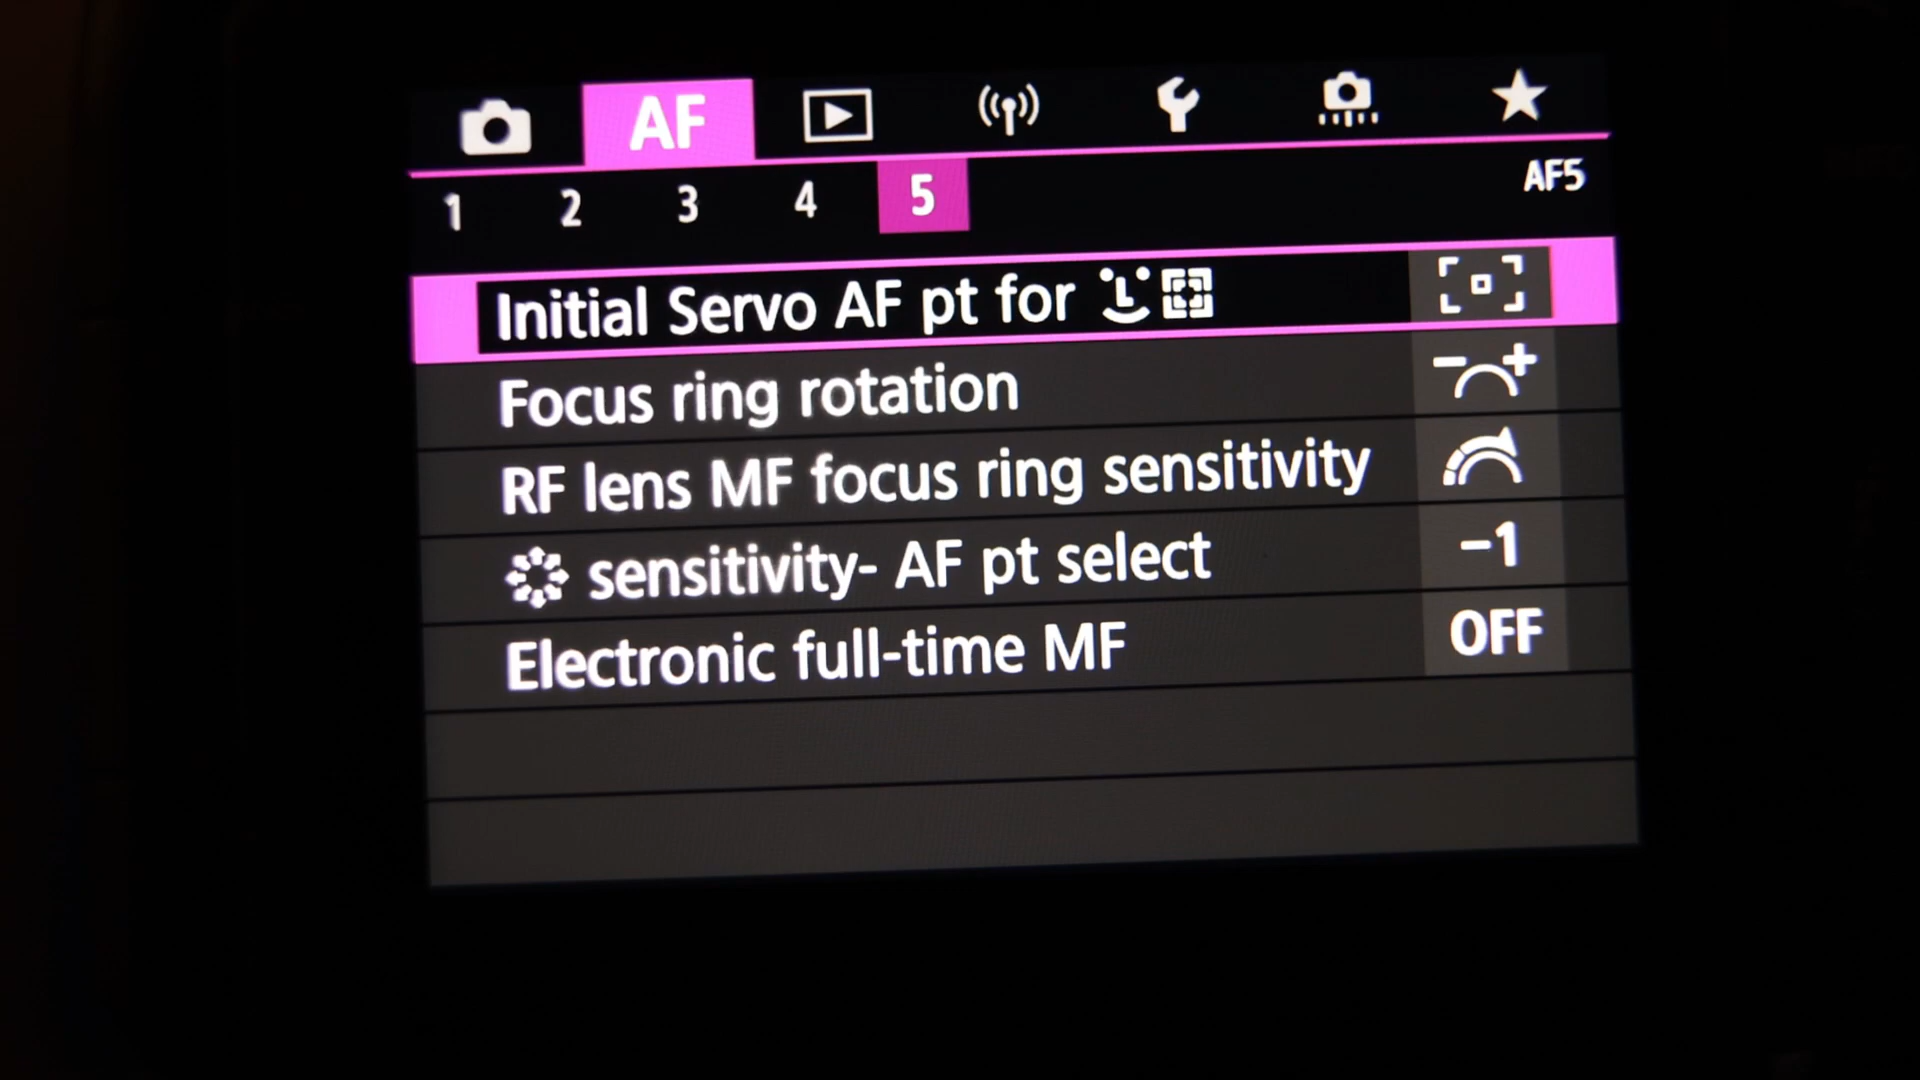 AF
1 2 3 4 5 AF5
Initial Servo AF pt for
Focus ring rotation
RF lens MF focus ring sensitivity
sensitivity- AF pt select -1
Electronic full-time MF OFF